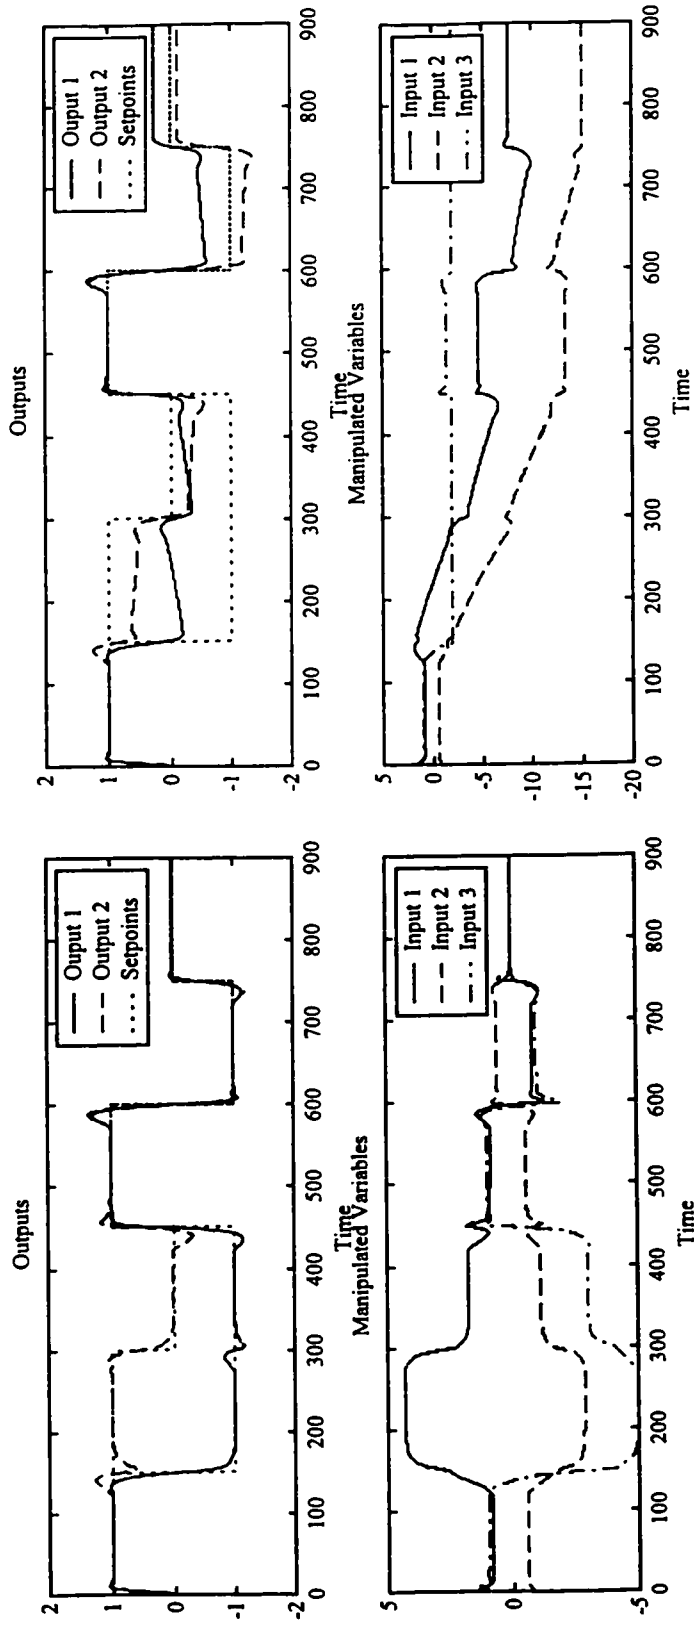 Outputs
2
1
0
-1
-2
0
100
200
300
400
500
600
700
800
900
Ouput 1
Output 2
Setpoints
Time
Manipulated Variables
5
0
-5
0
100
200
300
400
500
600
700
800
900
Input 1
Input 2
Input 3
Time
Outputs
2
1
0
-1
-2
0
100
200
300
400
500
600
700
800
900
Ouput 1
Output 2
Setpoints
Time
Manipulated Variables
5
0
-5
-10
-15
-20
0
100
200
300
400
500
600
700
800
900
Input 1
Input 2
Input 3
Time